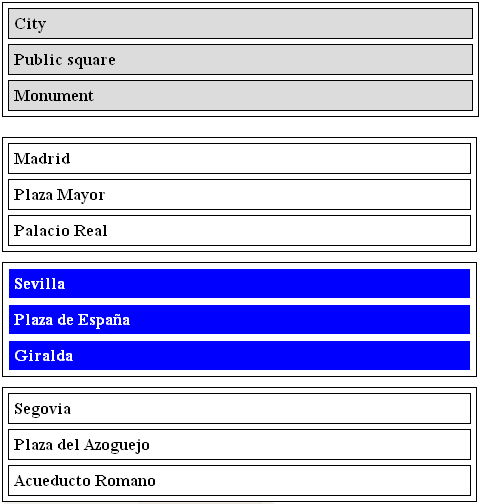 City
Public square
Monument
Madrid
Plaza Mayor
Palacio Real
Sevilla
Plaza de España
Giralda
Segovia
Plaza del Azoguejo
Acueducto Romano